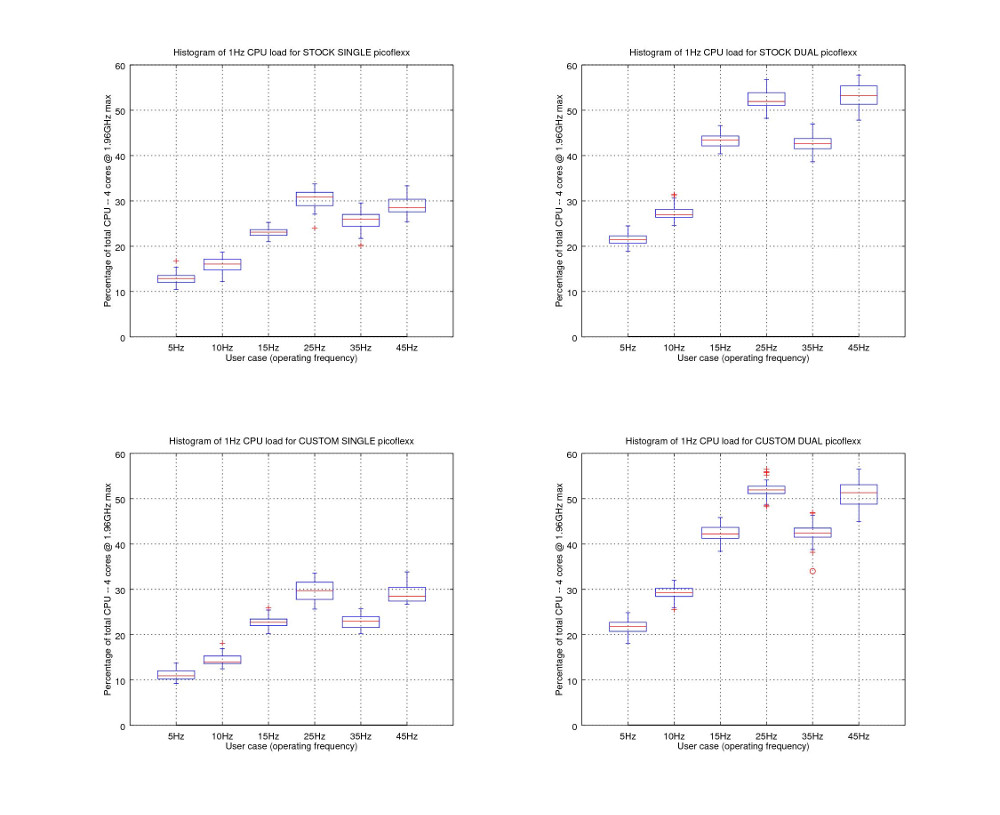 Histogram of 1Hz CPU load for STOCK SINGLE picoflexx
Percentage of total CPU -- 4 cores @ 1.96GHz max
60
50
40
30
20
10
0
5Hz 10Hz 15Hz 25Hz 35Hz 45Hz
User case (operating frequency)
Histogram of 1Hz CPU load for STOCK DUAL picoflexx
Percentage of total CPU -- 4 cores @ 1.96GHz max
60
50
40
30
20
10
0
5Hz 10Hz 15Hz 25Hz 35Hz 45Hz
User case (operating frequency)
Histogram of 1Hz CPU load for CUSTOM SINGLE picoflexx
Percentage of total CPU -- 4 cores @ 1.96GHz max
60
50
40
30
20
10
0
5Hz 10Hz 15Hz 25Hz 35Hz 45Hz
User case (operating frequency)
Histogram of 1Hz CPU load for CUSTOM DUAL picoflexx
Percentage of total CPU -- 4 cores @ 1.96GHz max
60
50
40
30
20
10
0
5Hz 10Hz 15Hz 25Hz 35Hz 45Hz
User case (operating frequency)